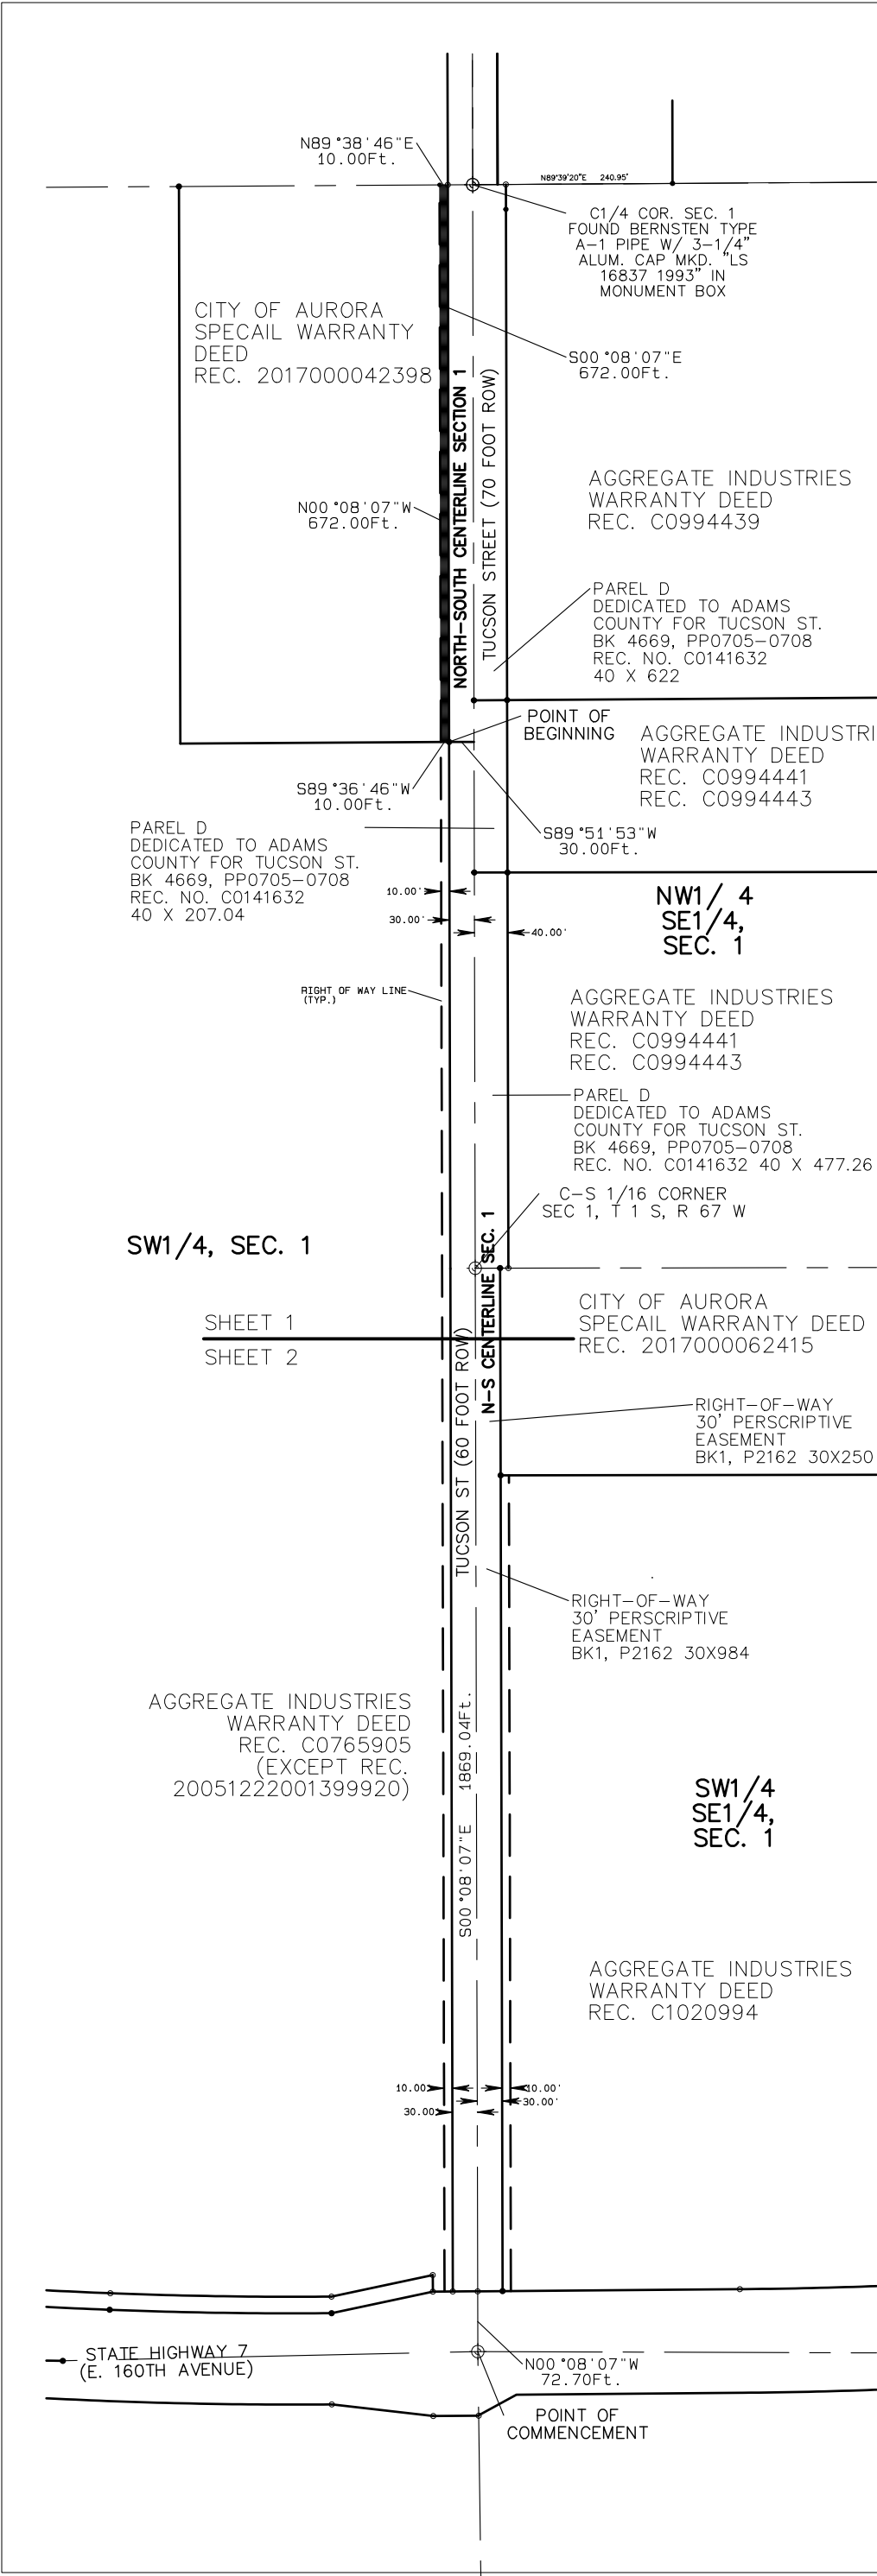 N89°38'46"E
10.00Ft.
N89°39'20"E 240.95'
C1/4 COR. SEC. 1
FOUND BERNSTEN TYPE
A-1 PIPE W/ 3-1/4"
ALUM. CAP MKD. "LS
16837 1993" IN
MONUMENT BOX
CITY OF AURORA
SPECAIL WARRANTY
DEED
REC. 2017000042398
S00°08'07"E
672.00Ft.
NORTH-SOUTH CENTERLINE SECTION 1
TUCSON STREET (70 FOOT ROW)
AGGREGATE INDUSTRIES
WARRANTY DEED
REC. C0994439
N00°08'07"W
672.00Ft.
PAREL D
DEDICATED TO ADAMS
COUNTY FOR TUCSON ST.
BK 4669, PP0705-0708
REC. NO. C0141632
40 X 622
POINT OF
BEGINNING
AGGREGATE INDUSTRI
WARRANTY DEED
REC. C0994441
REC. C0994443
S89°36'46"W
10.00Ft.
S89°51'53"W
30.00Ft.
PAREL D
DEDICATED TO ADAMS
COUNTY FOR TUCSON ST.
BK 4669, PP0705-0708
REC. NO. C0141632
40 X 207.04
10.00'
30.00'
40.00'
NW1/4
SE1/4,
SEC. 1
RIGHT OF WAY LINE
(TYP.)
AGGREGATE INDUSTRIES
WARRANTY DEED
REC. C0994441
REC. C0994443
PAREL D
DEDICATED TO ADAMS
COUNTY FOR TUCSON ST.
BK 4669, PP0705-0708
REC. NO. C0141632 40 X 477.26
C-S 1/16 CORNER
SEC 1, T 1 S, R 67 W
SW1/4, SEC. 1
N-S CENTERLINE SEC. 1
TUCSON ST (60 FOOT ROW)
SHEET 1
SHEET 2
CITY OF AURORA
SPECAIL WARRANTY DEED
REC. 2017000062415
RIGHT-OF-WAY
30' PERSCRIPTIVE
EASEMENT
BK1, P2162 30X250
RIGHT-OF-WAY
30' PERSCRIPTIVE
EASEMENT
BK1, P2162 30X984
AGGREGATE INDUSTRIES
WARRANTY DEED
REC. C0765905
(EXCEPT REC.
20051222001399920)
S00°08'07"E 1869.04Ft.
SW1/4
SE1/4,
SEC. 1
AGGREGATE INDUSTRIES
WARRANTY DEED
REC. C1020994
10.00'
10.00'
30.00'
30.00'
STATE HIGHWAY 7
(E. 160TH AVENUE)
N00°08'07"W
72.70Ft.
POINT OF
COMMENCEMENT